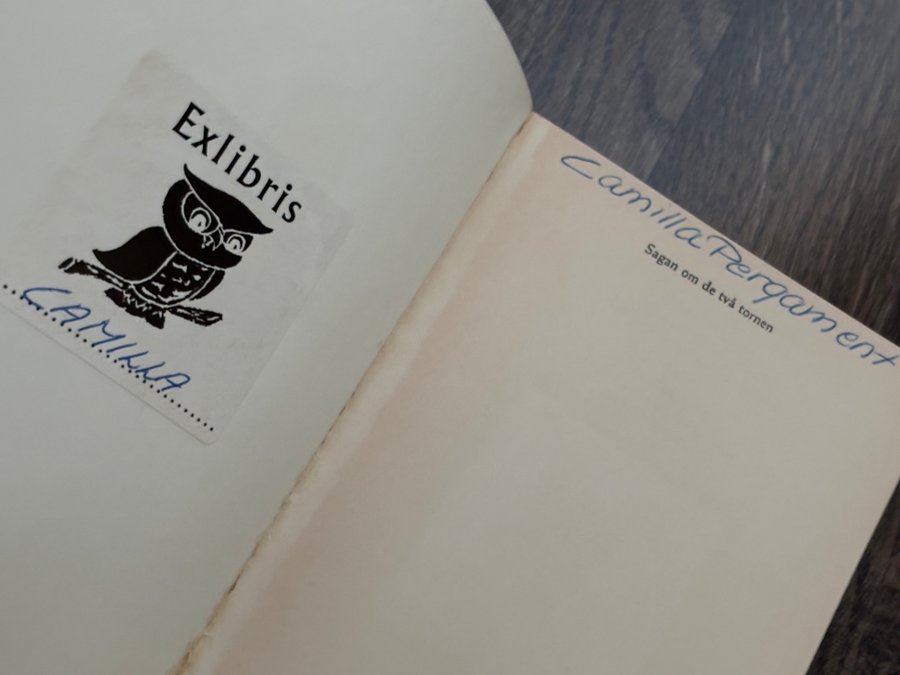 Exlibris
CAMILLA
Camilla Pergament
Sagan om de två tornen